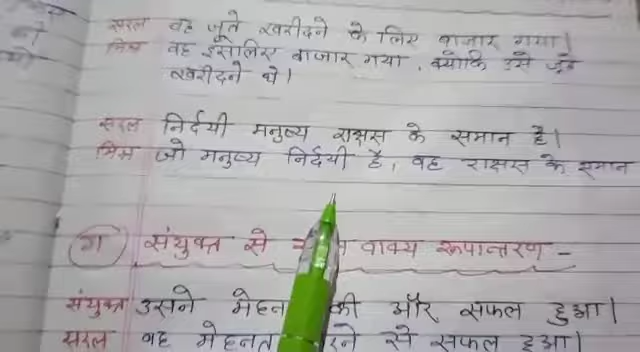 सरल वह जूते खरीदने के लिए बाजार गया।
मिश्र वह इसलिए बाजार गया, क्योंकि उसे जूते
खरीदने थे।
सरल निर्दयी मनुष्य राक्षस के समान है।
मिश्र जो मनुष्य निर्दयी है, वह राक्षस के समान
ग संयुक्त से वाक्य रूपान्तरण -
संयुक्त उसने की और सफल हुआ।
सरल वह मेहनत से सफल हुआ।